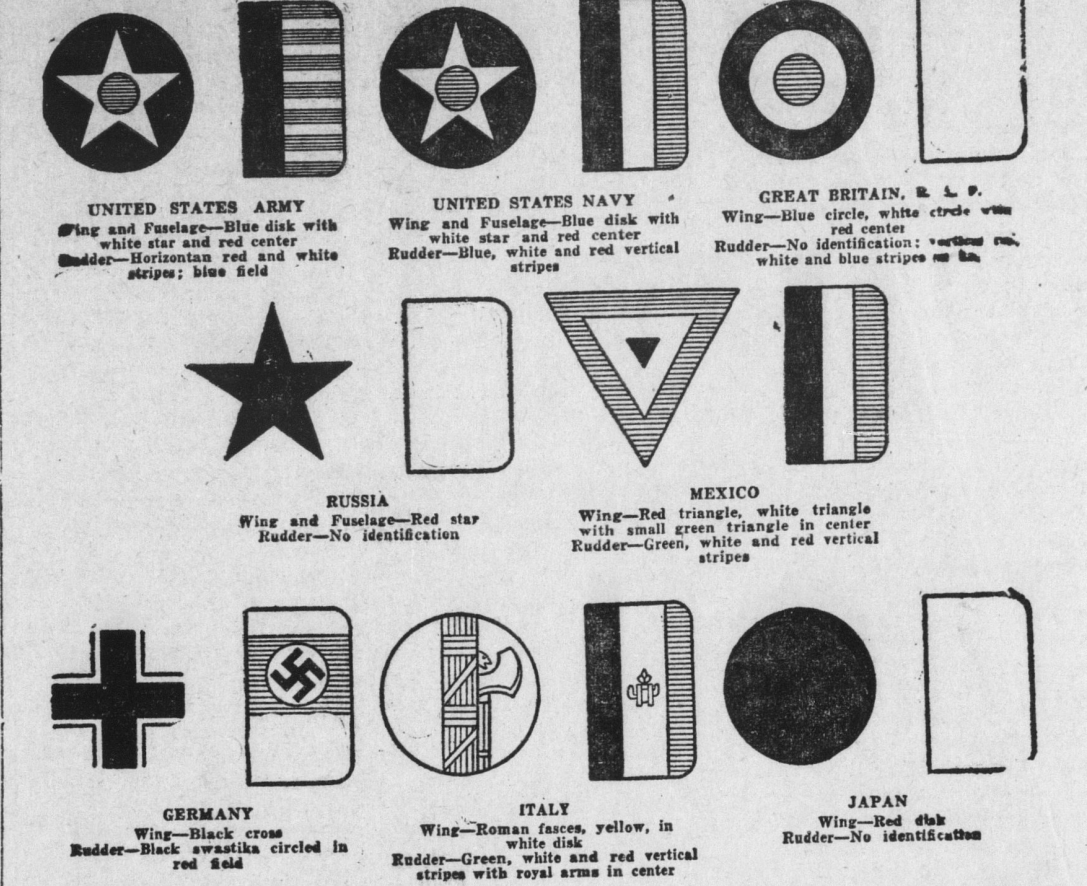 UNITED STATES ARMY
Wing and Fuselage—Blue disk with
white star and red center
Rudder—Horizontan red and white
stripes; blue field
UNITED STATES NAVY
Wing and Fuselage—Blue disk with
white star and red center
Rudder—Blue, white and red vertical
stripes
GREAT BRITAIN,
Wing—Blue circle, white circle with
red center
Rudder—No identification; vertical red,
white and blue stripes
RUSSIA
Wing and Fuselage—Red star
Rudder—No identification
MEXICO
Wing—Red triangle, white triangle
with small green triangle in center
Rudder—Green, white and red vertical
stripes
GERMANY
Wing—Black cross
Rudder—Black swastika circled in
red field
ITALY
Wing—Roman fasces, yellow, in
white disk
Rudder—Green, white and red vertical
stripes with royal arms in center
JAPAN
Wing—Red disk
Rudder—No identification